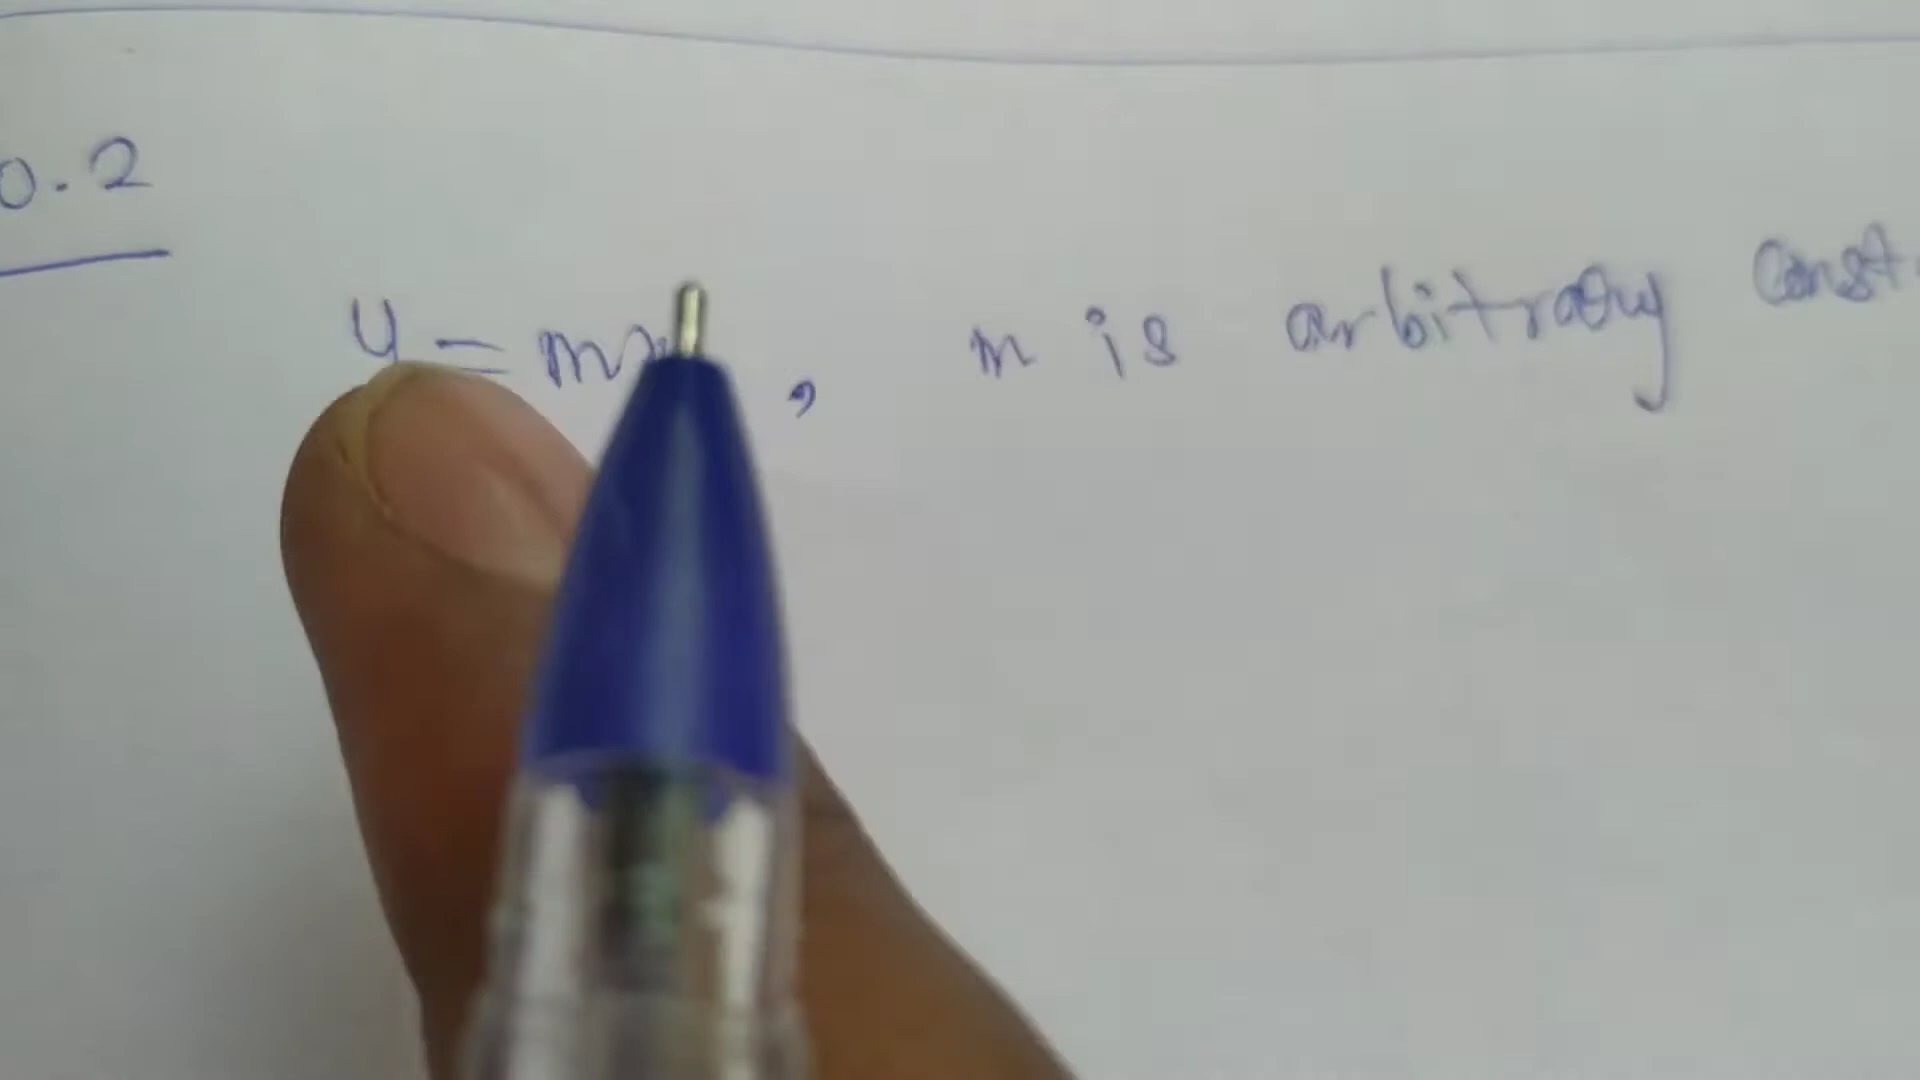 0.2
y = mx, m is arbitrary const